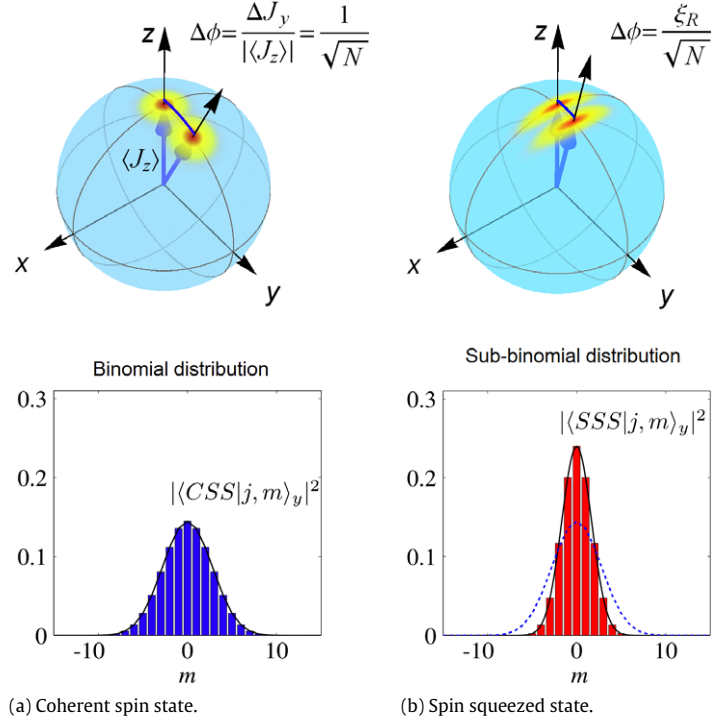 z Δϕ = ΔJ_y / |⟨J_z⟩| = 1 / √N
⟨J_z⟩
x
y
z Δϕ = ξ_R / √N
x
y
Binomial distribution
0.3
0.2
0.1
0
|⟨CSS|j, m⟩_y|²
-10 0 10
m
(a) Coherent spin state.
Sub-binomial distribution
0.3
0.2
0.1
0
|⟨SSS|j, m⟩_y|²
-10 0 10
m
(b) Spin squeezed state.